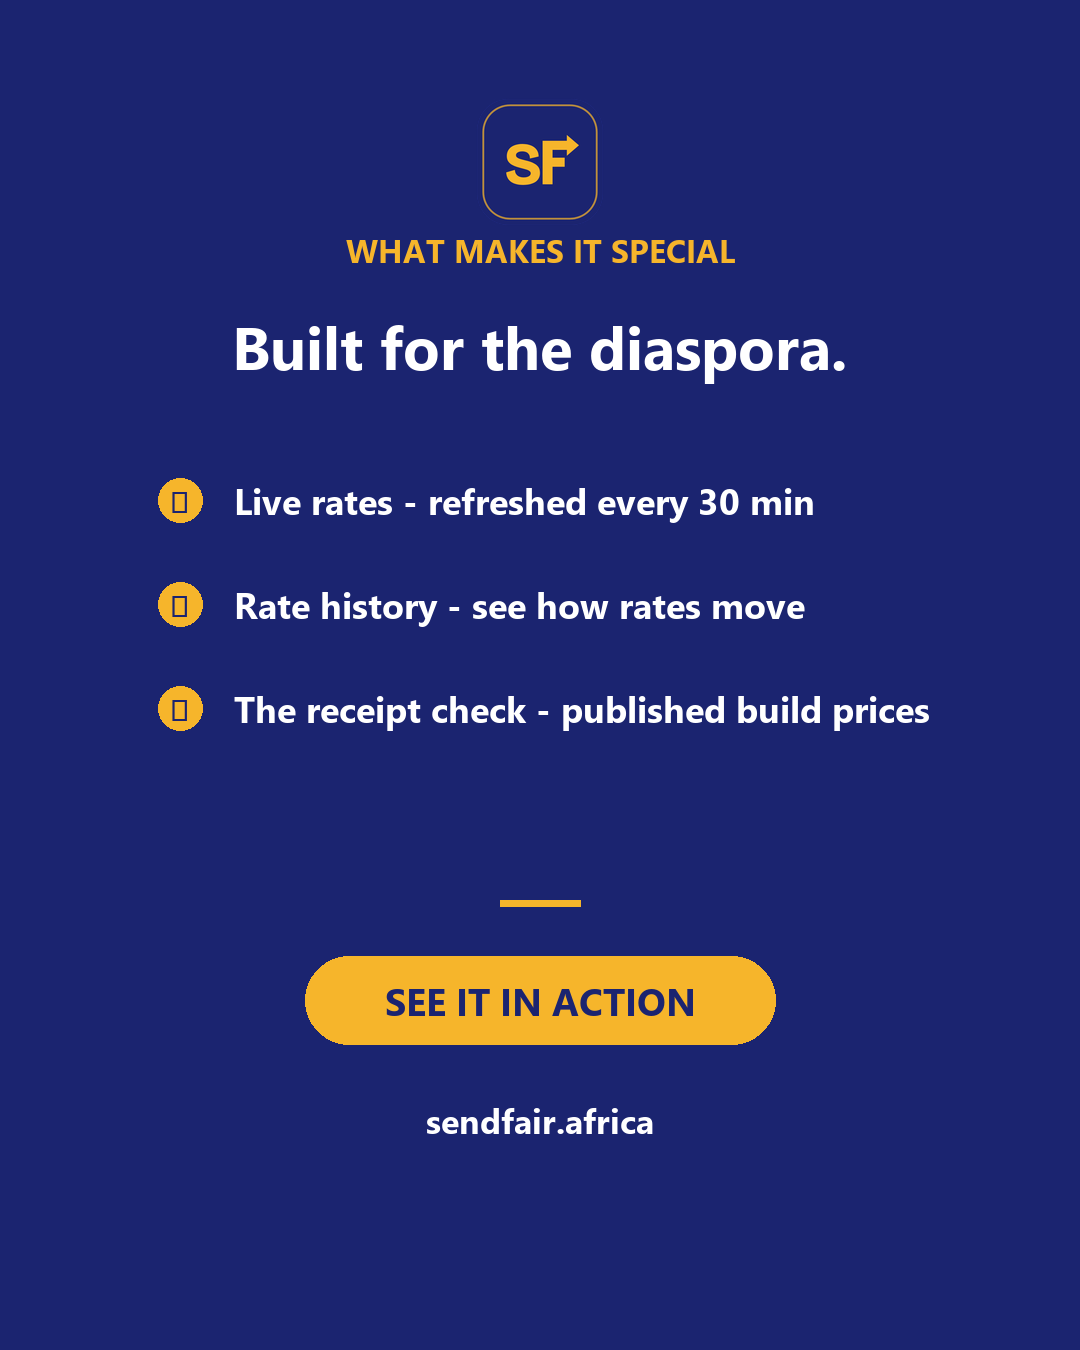 SF
WHAT MAKES IT SPECIAL
Built for the diaspora.
Live rates - refreshed every 30 min
Rate history - see how rates move
The receipt check - published build prices
SEE IT IN ACTION
sendfair.africa